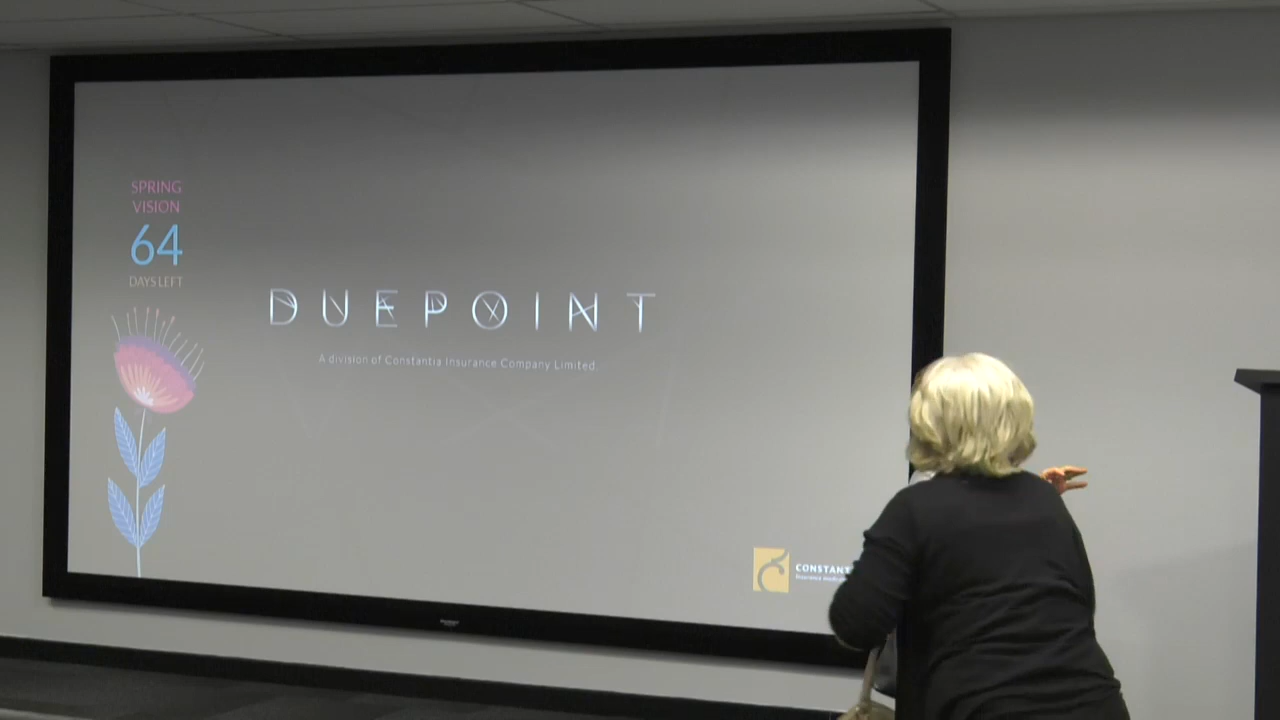 SPRING
VISION
64
DAYS LEFT
DUEPOINT
A division of Constantia Insurance Company Limited
CONSTANT